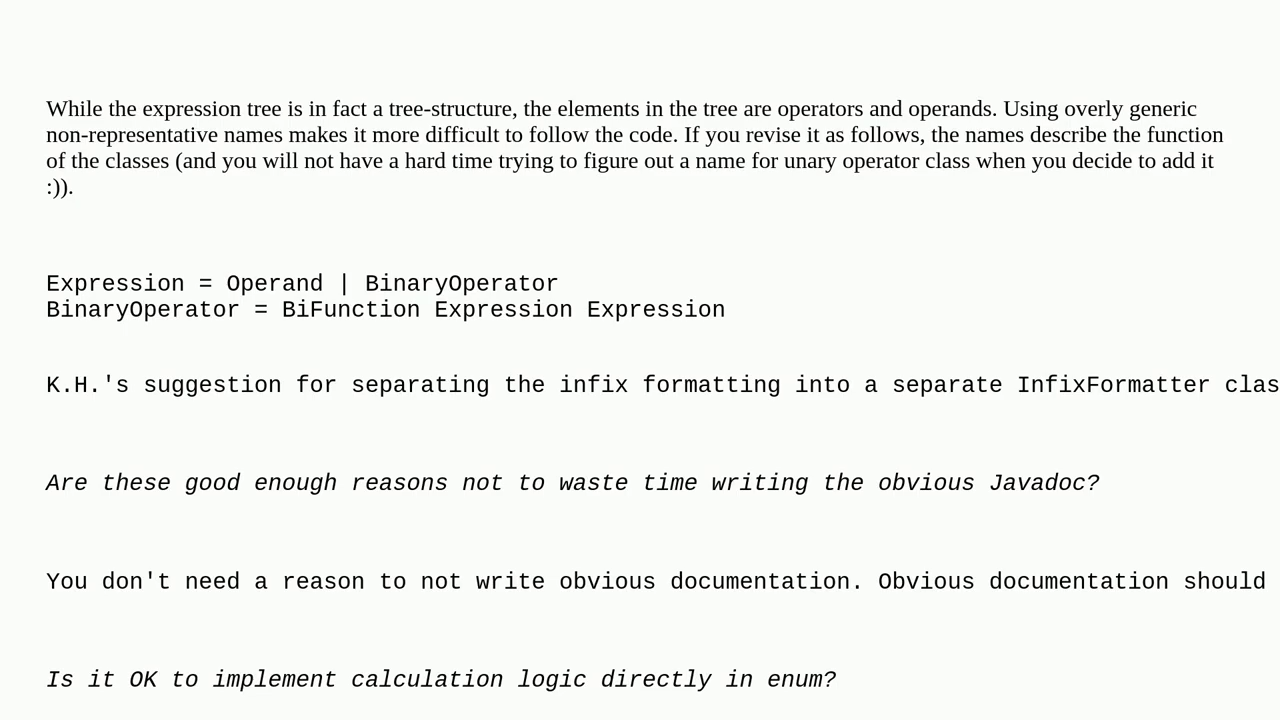 While the expression tree is in fact a tree-structure, the elements in the tree are operators and operands. Using overly generic
non-representative names makes it more difficult to follow the code. If you revise it as follows, the names describe the function
of the classes (and you will not have a hard time trying to figure out a name for unary operator class when you decide to add it
:)).
Expression = Operand | BinaryOperator
BinaryOperator = BiFunction Expression Expression
K.H.'s suggestion for separating the infix formatting into a separate InfixFormatter clas
Are these good enough reasons not to waste time writing the obvious Javadoc?
You don't need a reason to not write obvious documentation. Obvious documentation should
Is it OK to implement calculation logic directly in enum?